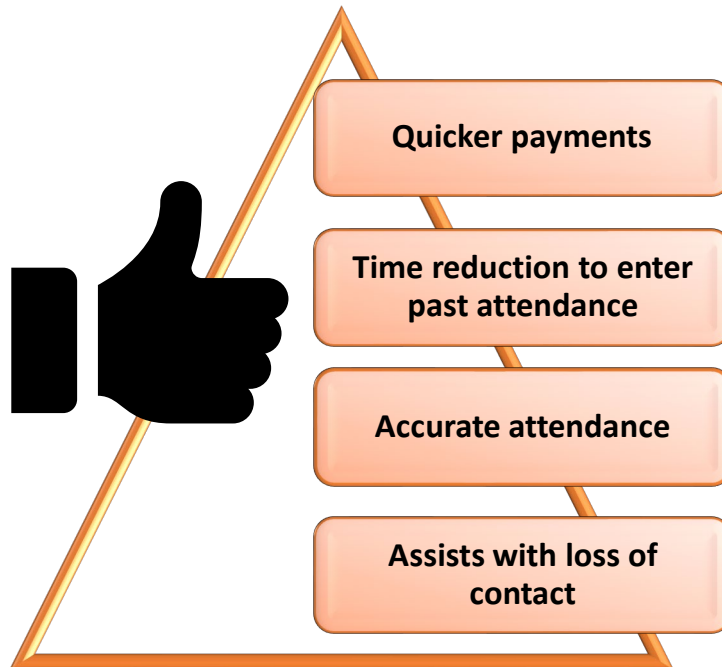 Quicker payments
Time reduction to enter
past attendance
Accurate attendance
Assists with loss of
contact